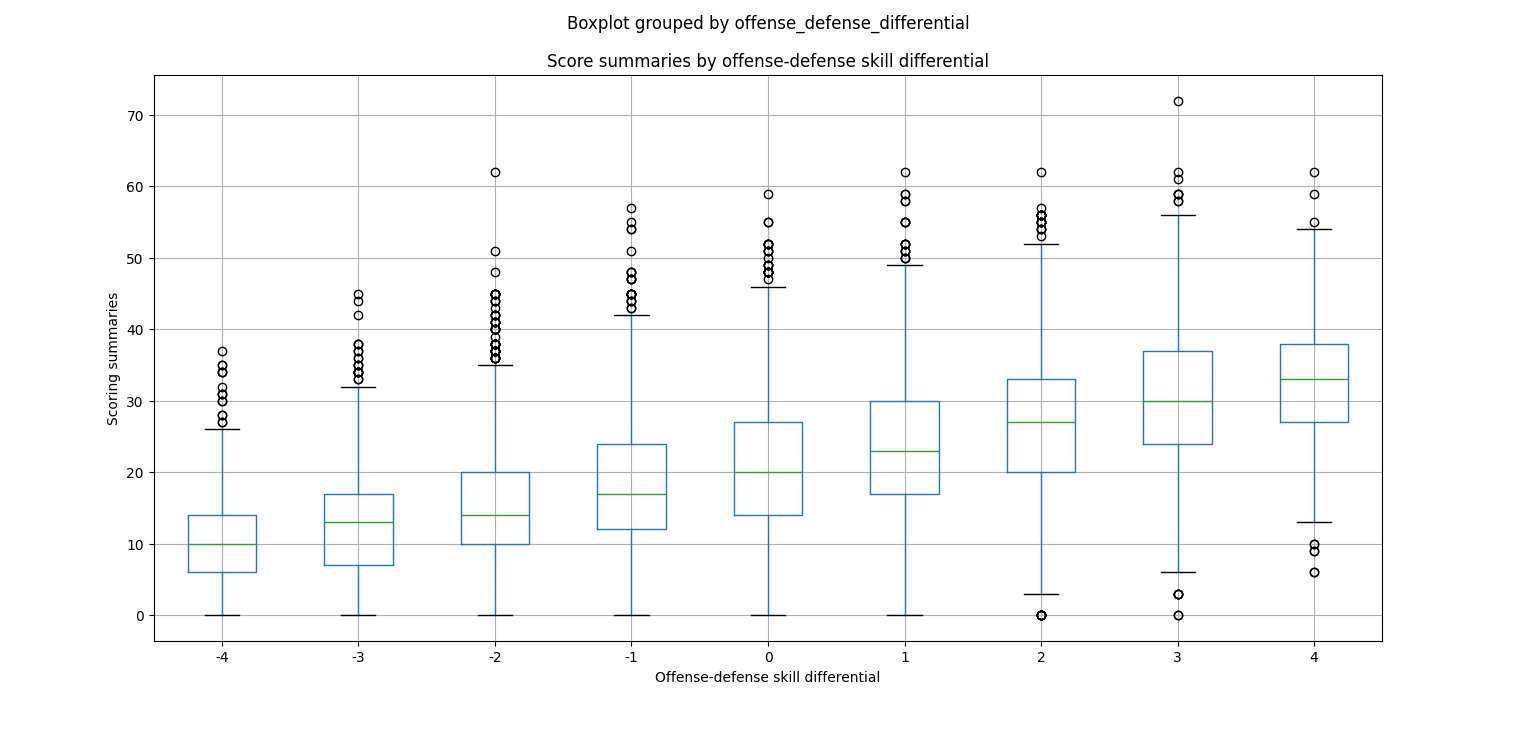 Boxplot grouped by offense_defense_differential
Score summaries by offense-defense skill differential
Scoring summaries
70
60
50
40
30
20
10
0
-4 -3 -2 -1 0 1 2 3 4
Offense-defense skill differential